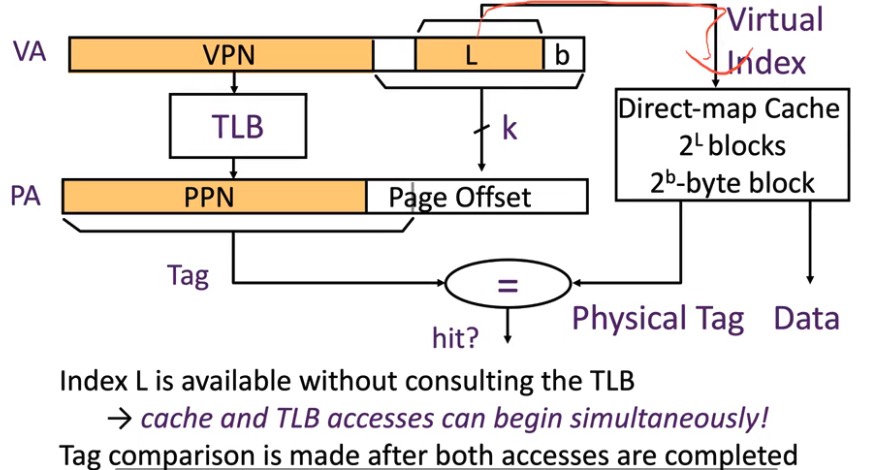 Virtual
Index
VA VPN L b
TLB
k
Direct-map Cache
2ᴸ blocks
2ᵇ-byte block
PA PPN Page Offset
Tag
=
hit?
Physical Tag Data
Index L is available without consulting the TLB
→ cache and TLB accesses can begin simultaneously!
Tag comparison is made after both accesses are completed